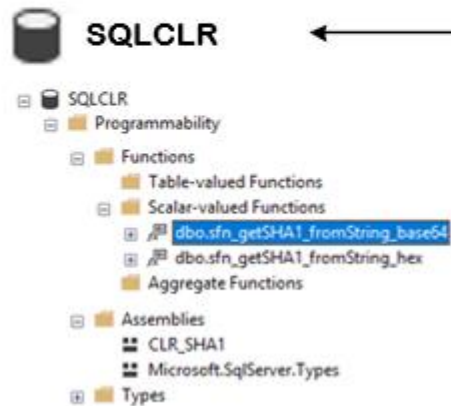 SQLCLR
SQLCLR
Programmability
Functions
Table-valued Functions
Scalar-valued Functions
dbo.sfn_getSHA1_fromString_base64
dbo.sfn_getSHA1_fromString_hex
Aggregate Functions
Assemblies
CLR_SHA1
Microsoft.SqlServer.Types
Types